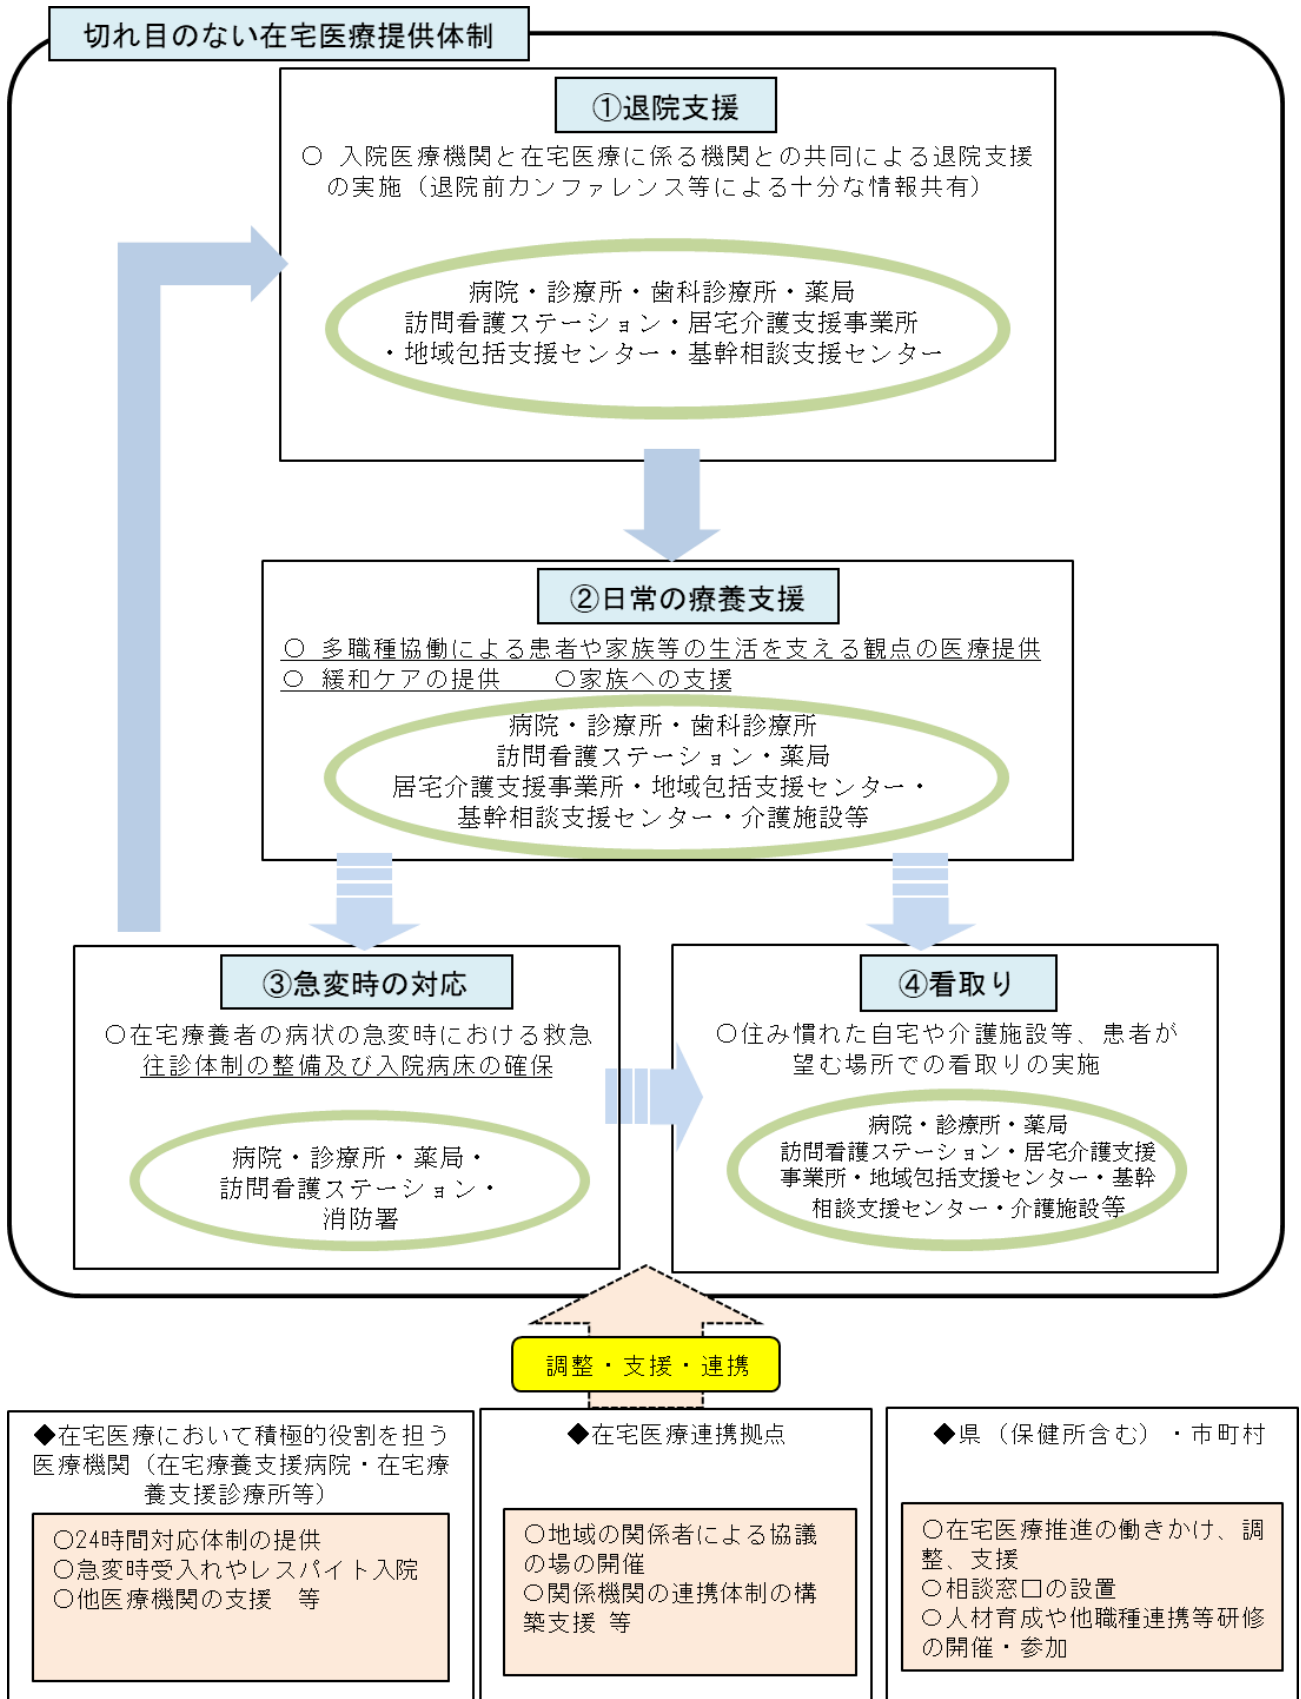 切れ目のない在宅医療提供体制
①退院支援
○ 入院医療機関と在宅医療に係る機関との共同による退院支援
の実施（退院前カンファレンス等による十分な情報共有）
病院・診療所・歯科診療所・薬局
訪問看護ステーション・居宅介護支援事業所
・地域包括支援センター・基幹相談支援センター
②日常の療養支援
○ 多職種協働による患者や家族等の生活を支える観点の医療提供
○ 緩和ケアの提供　　○家族への支援
病院・診療所・歯科診療所
訪問看護ステーション・薬局
居宅介護支援事業所・地域包括支援センター・
基幹相談支援センター・介護施設等
③急変時の対応
○在宅療養者の病状の急変時における救急
往診体制の整備及び入院病床の確保
病院・診療所・薬局・
訪問看護ステーション・
消防署
④看取り
○住み慣れた自宅や介護施設等、患者が
望む場所での看取りの実施
病院・診療所・薬局
訪問看護ステーション・居宅介護支援
事業所・地域包括支援センター・基幹
相談支援センター・介護施設等
調整・支援・連携
◆在宅医療において積極的役割を担う
医療機関（在宅療養支援病院・在宅療
養支援診療所等）
○24時間対応体制の提供
○急変時受入れやレスパイト入院
○他医療機関の支援　等
◆在宅医療連携拠点
○地域の関係者による協議
の場の開催
○関係機関の連携体制の構
築支援 等
◆県（保健所含む）・市町村
○在宅医療推進の働きかけ、調
整、支援
○相談窓口の設置
○人材育成や他職種連携等研修
の開催・参加